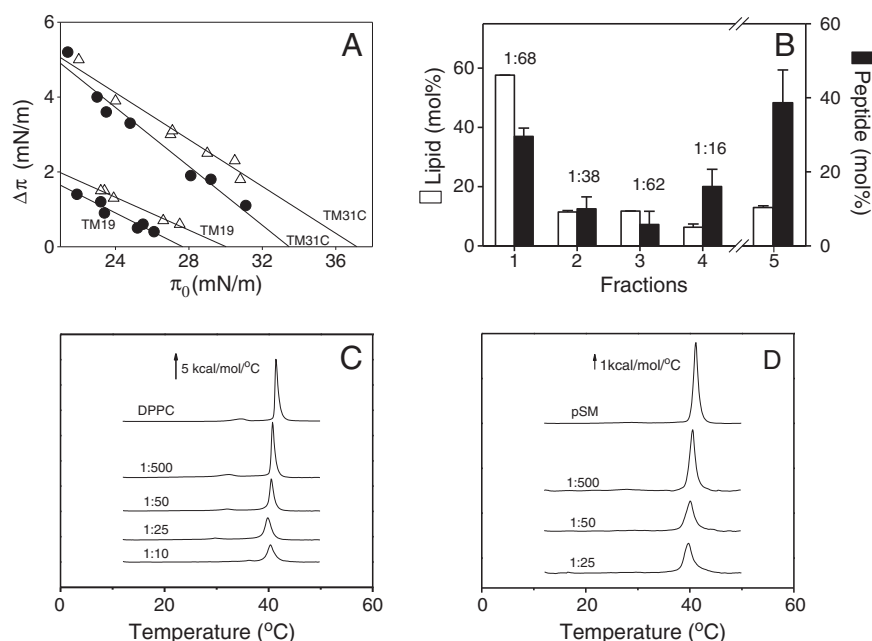 A
6
4
2
0
Δπ (mN/m)
24
28
32
36
π0 (mN/m)
TM19
TM19
TM31C
TM31C
B
60
40
20
0
Lipid (mol%)
60
40
20
0
Peptide (mol%)
1:68
1:38
1:62
1:16
1
2
3
4
5
Fractions
C
5 kcal/mol/°C
DPPC
1:500
1:50
1:25
1:10
0
20
40
60
Temperature (°C)
D
1kcal/mol/°C
pSM
1:500
1:50
1:25
0
20
40
60
Temperature (°C)